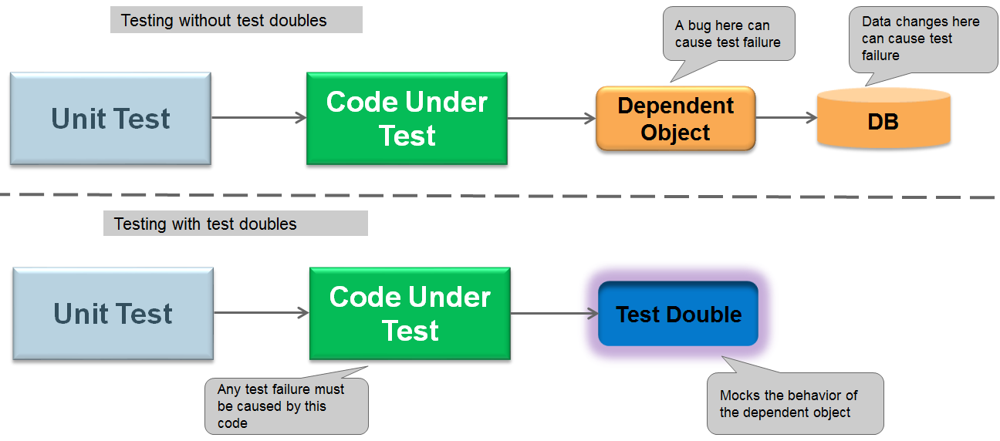 Testing without test doubles
A bug here can
cause test failure
Data changes here
can cause test
failure
Unit Test
Code Under
Test
Dependent
Object
DB
Testing with test doubles
Unit Test
Code Under
Test
Test Double
Any test failure must
be caused by this
code
Mocks the behavior of
the dependent object